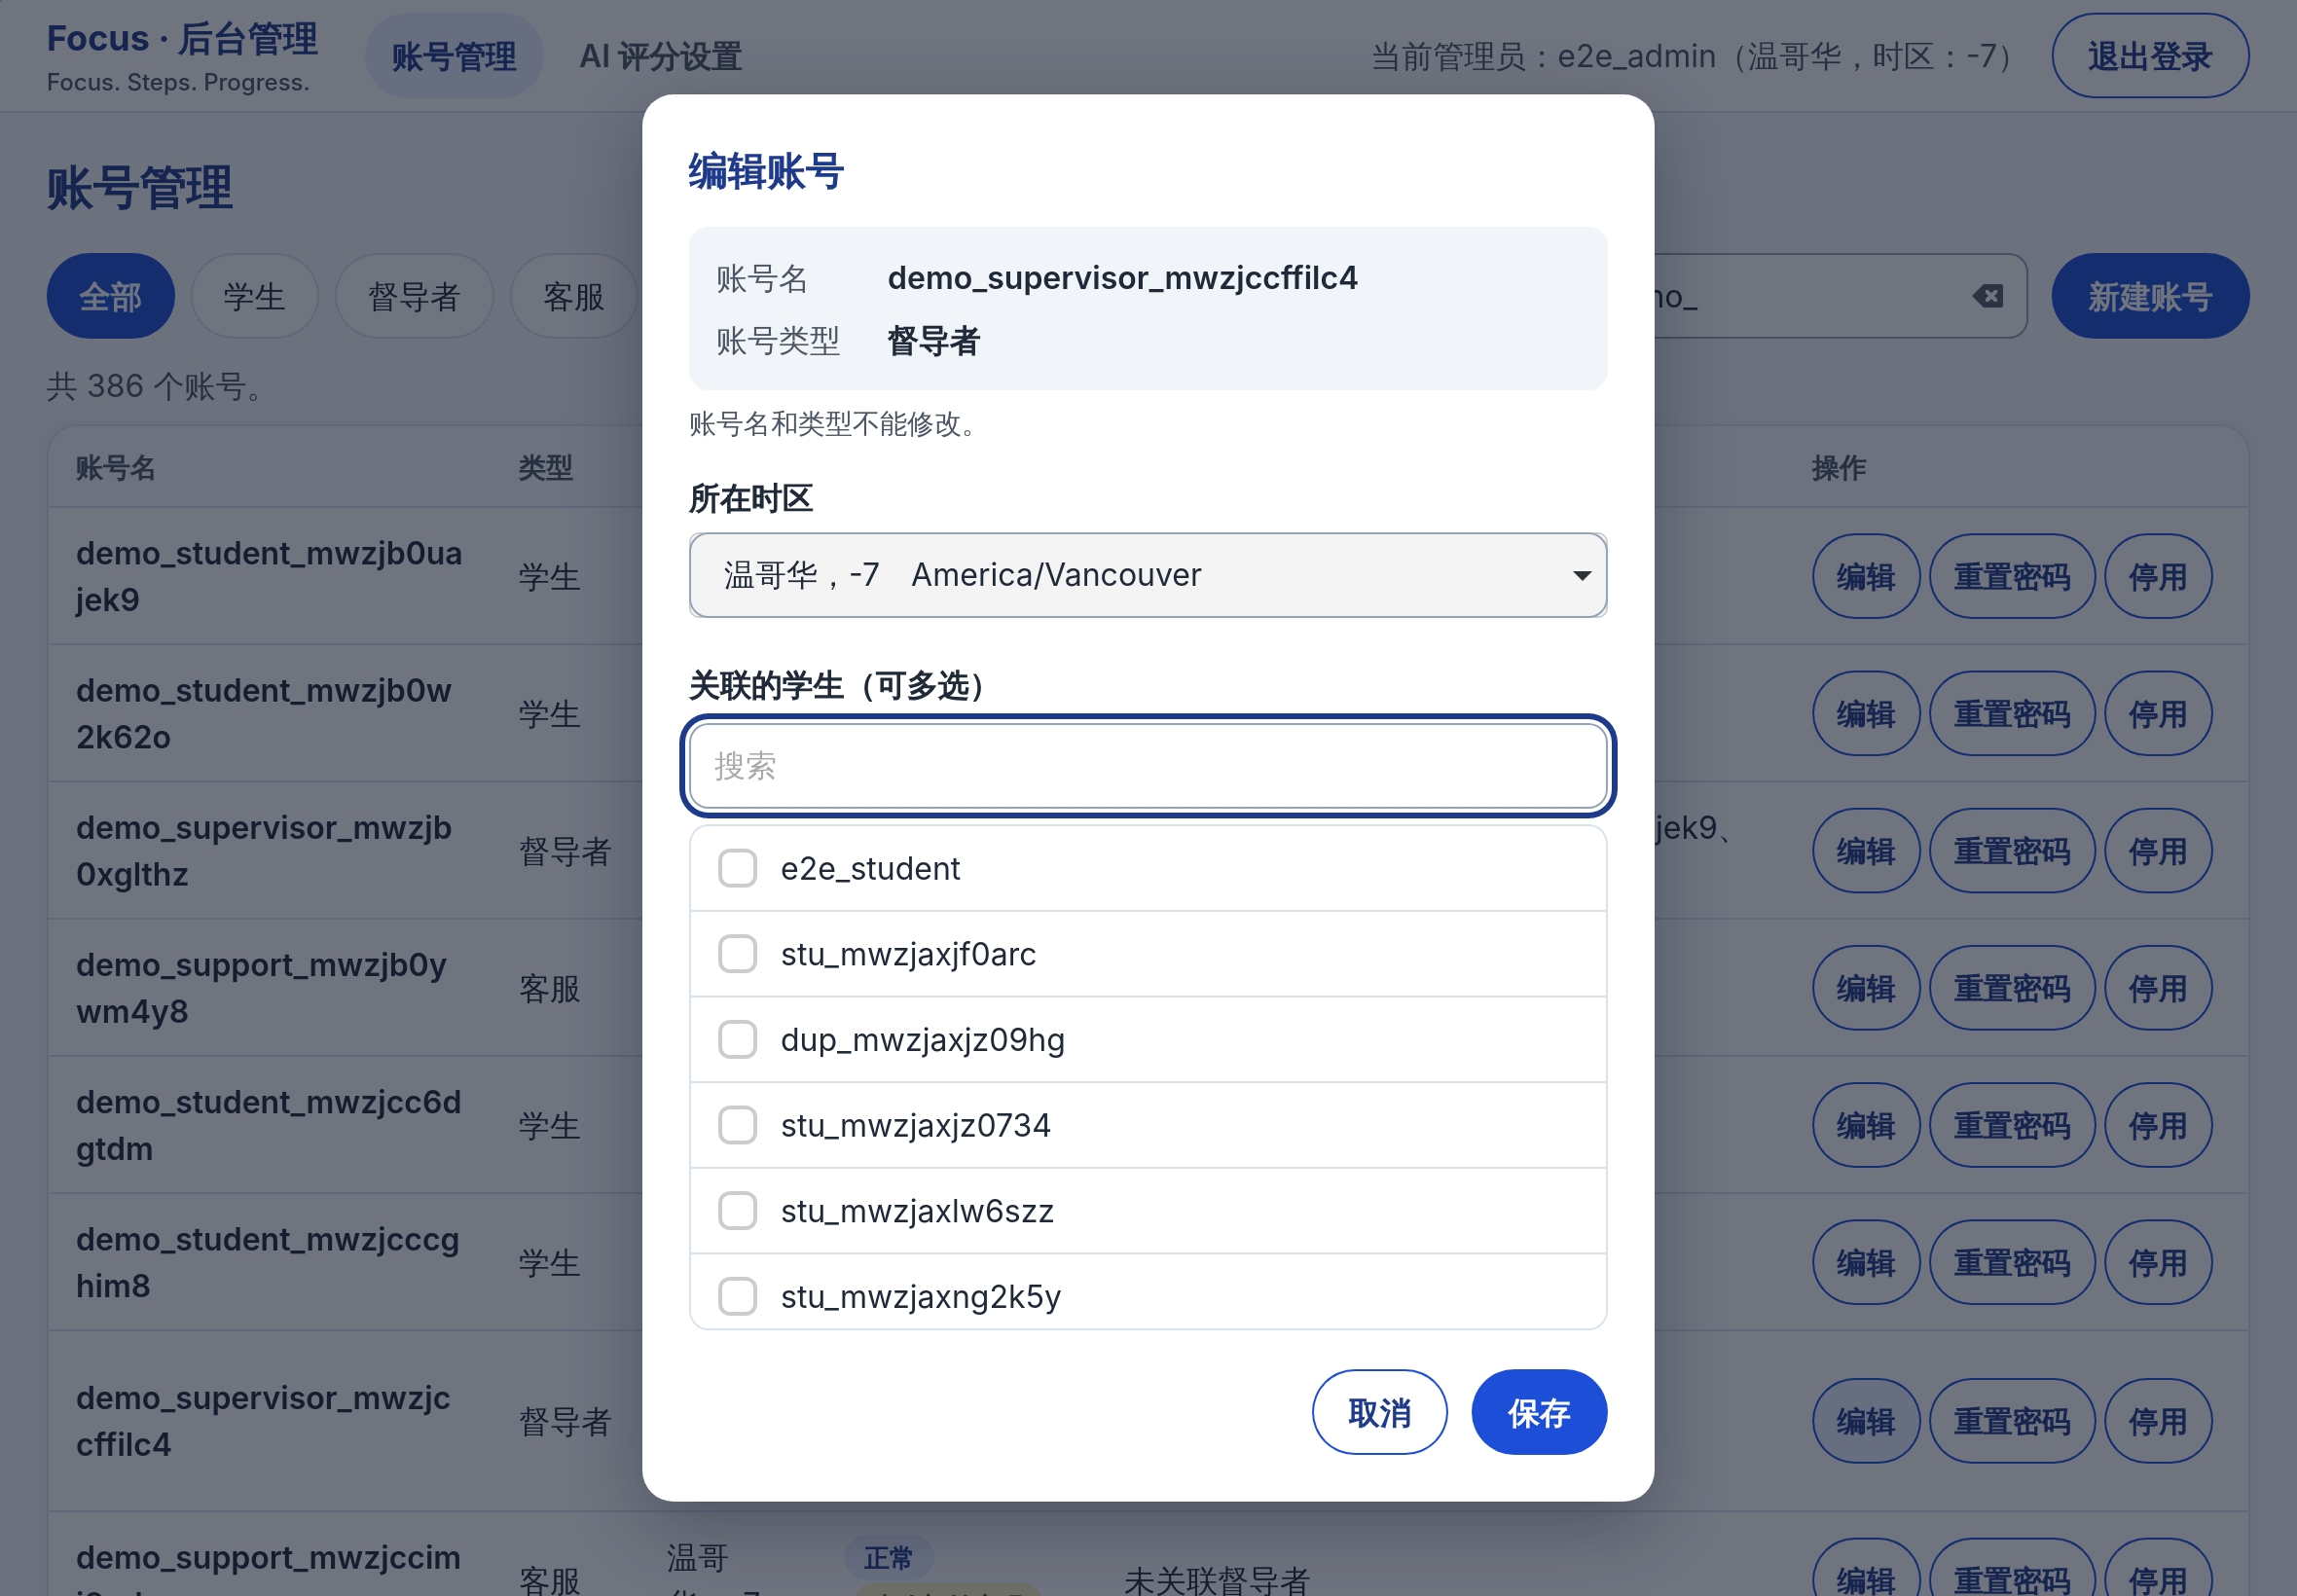 Focus · 后台管理
Focus. Steps. Progress.
账号管理
AI 评分设置
当前管理员：e2e_admin（温哥华，时区：-7）
退出登录
账号管理
全部
学生
督导者
客服
no_
新建账号
共 386 个账号。
账号名
类型
操作
demo_student_mwzjb0ua
jek9
学生
编辑
重置密码
停用
demo_student_mwzjb0w
2k62o
学生
编辑
重置密码
停用
demo_supervisor_mwzjb
0xglthz
督导者
jek9、
编辑
重置密码
停用
demo_support_mwzjb0y
wm4y8
客服
编辑
重置密码
停用
demo_student_mwzjcc6d
gtdm
学生
编辑
重置密码
停用
demo_student_mwzjcccg
him8
学生
编辑
重置密码
停用
demo_supervisor_mwzjc
cffilc4
督导者
编辑
重置密码
停用
demo_support_mwzjccim
客服
温哥
正常
未关联督导者
编辑
重置密码
停用
编辑账号
账号名
demo_supervisor_mwzjccffilc4
账号类型
督导者
账号名和类型不能修改。
所在时区
温哥华，-7 America/Vancouver
关联的学生（可多选）
搜索
e2e_student
stu_mwzjaxjf0arc
dup_mwzjaxjz09hg
stu_mwzjaxjz0734
stu_mwzjaxlw6szz
stu_mwzjaxng2k5y
取消
保存